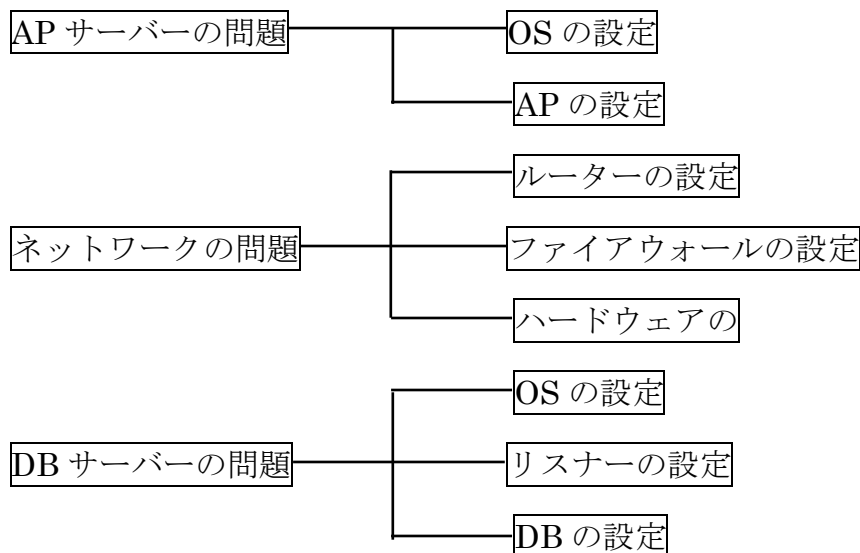 AP サーバーの問題
OS の設定
AP の設定
ルーターの設定
ネットワークの問題
ファイアウォールの設定
ハードウェアの
OS の設定
DB サーバーの問題
リスナーの設定
DB の設定